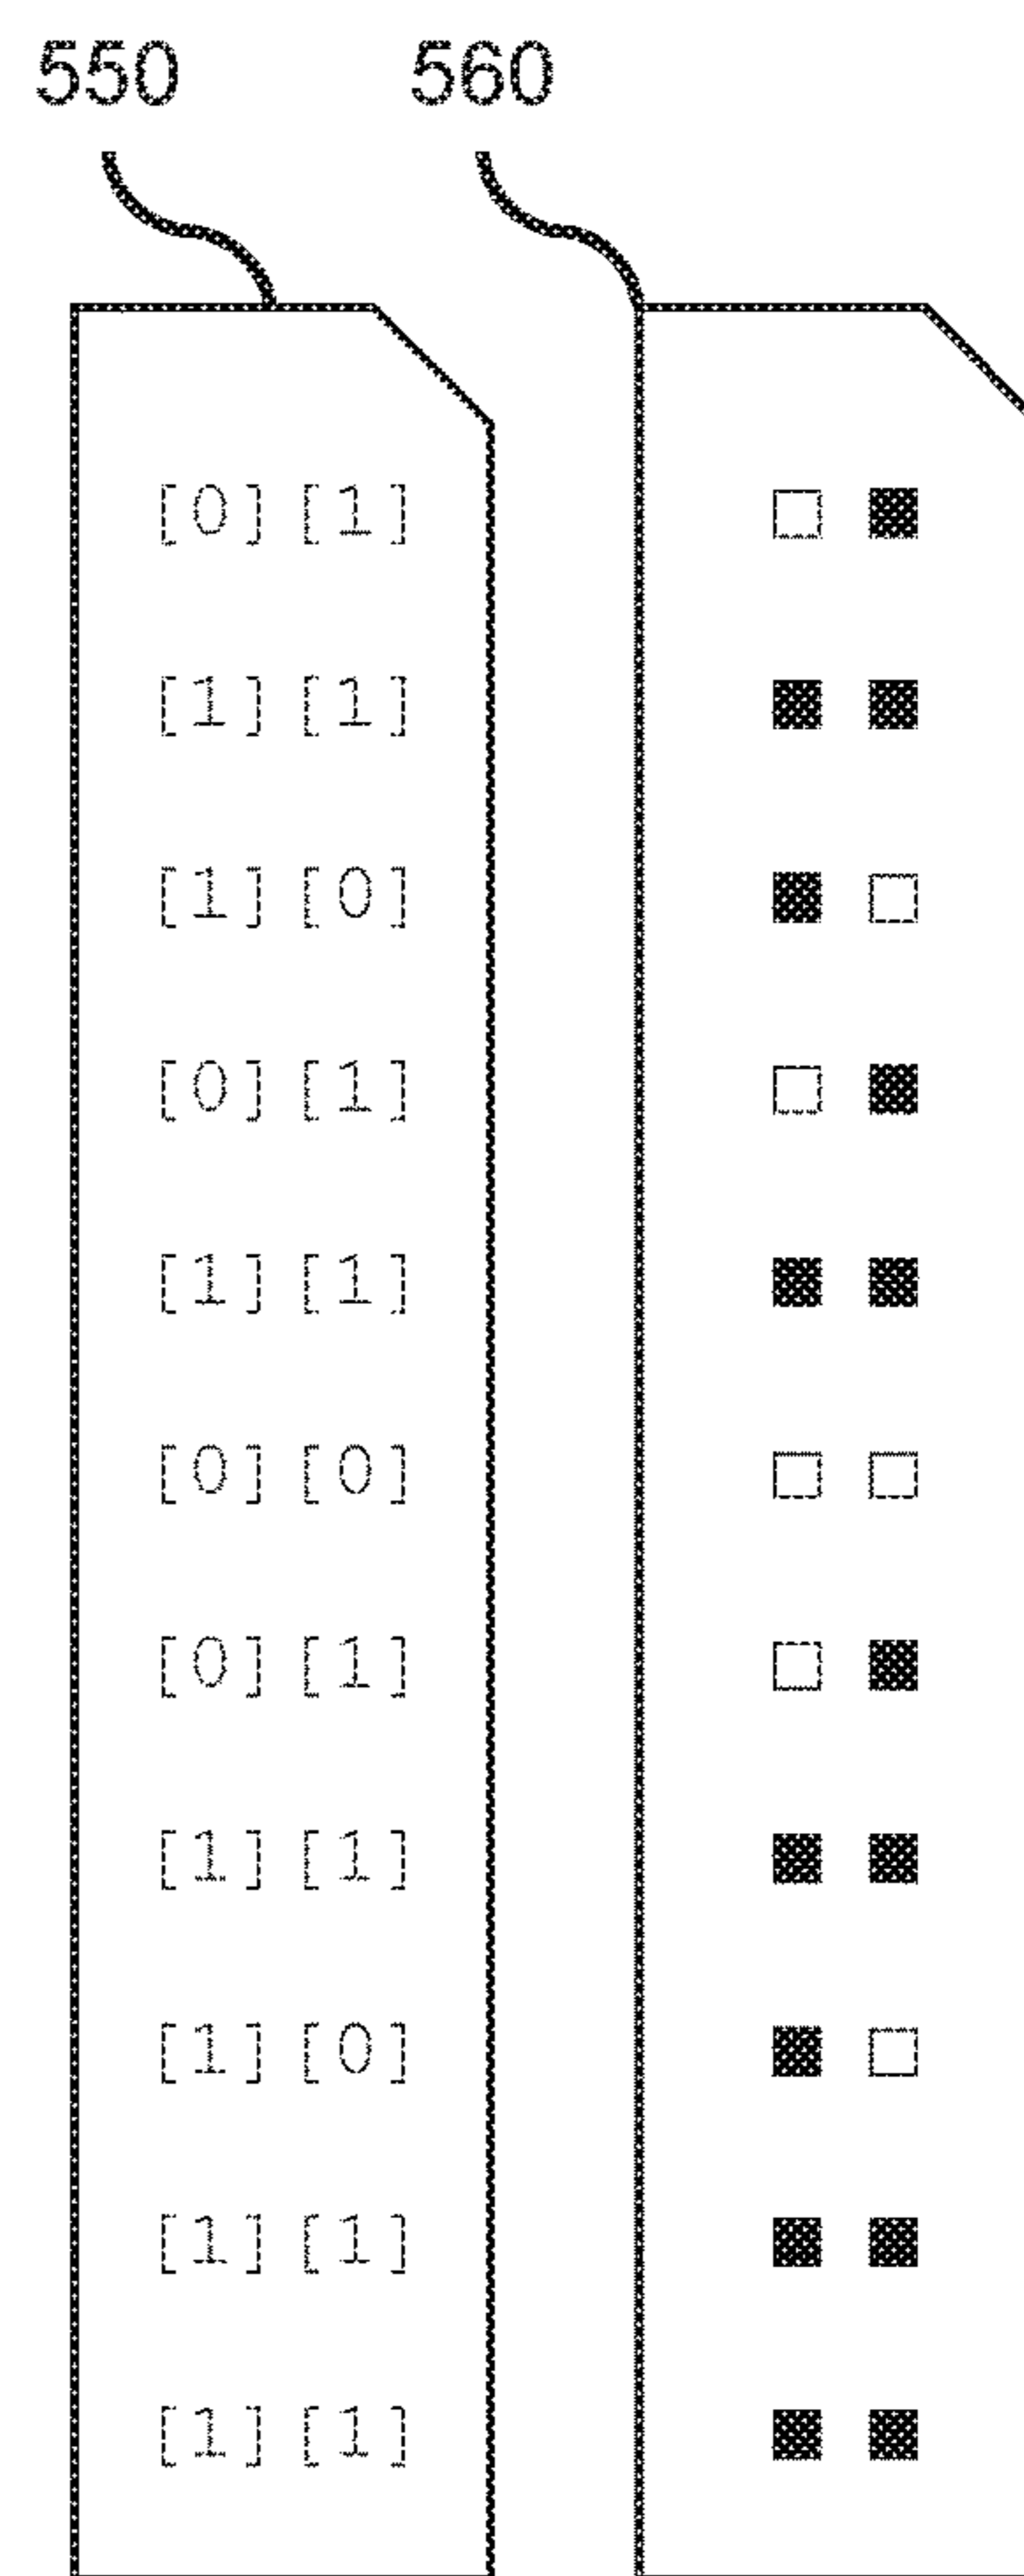 550 560
[0][1] □ ■
[1][1] ■ ■
[1][0] ■ □
[0][1] □ ■
[1][1] ■ ■
[0][0] □ □
[0][1] □ ■
[1][1] ■ ■
[1][0] ■ □
[1][1] ■ ■
[1][1] ■ ■